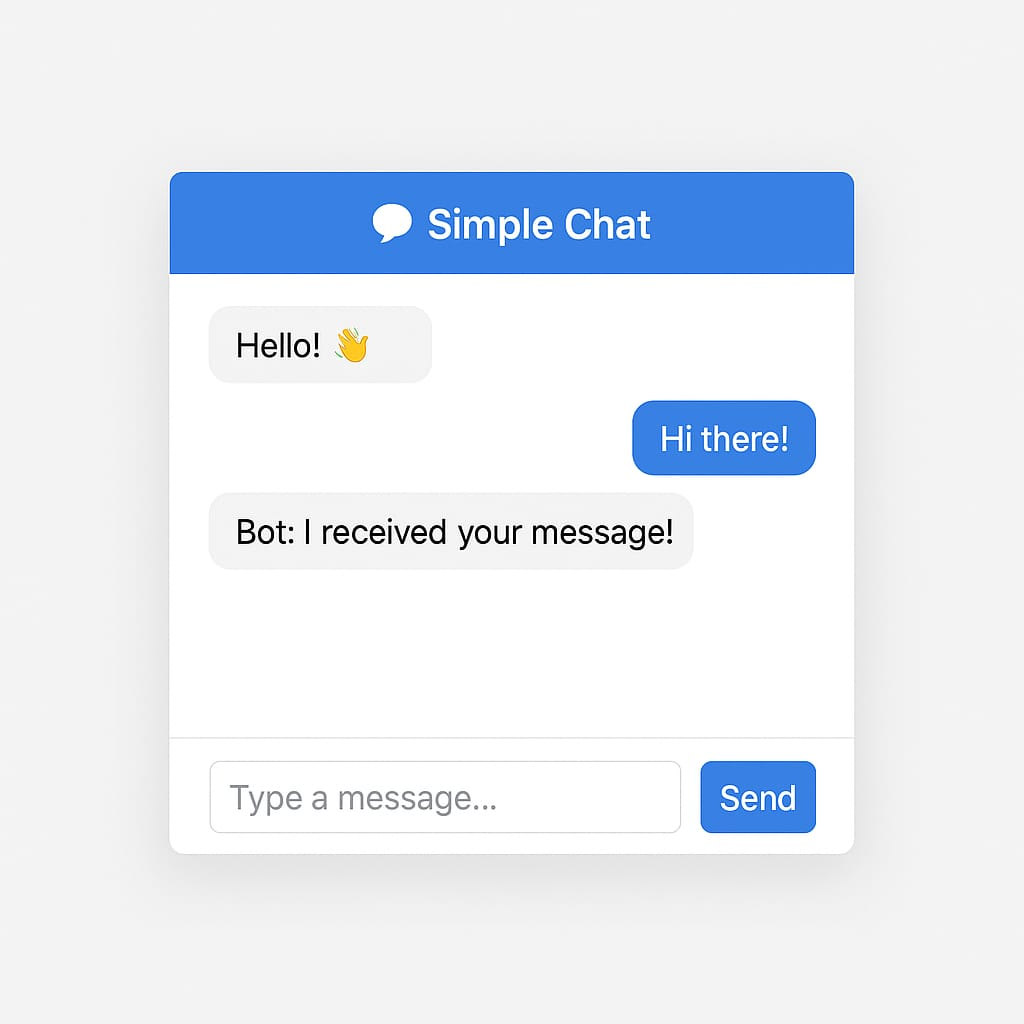 Simple Chat
Hello! 👋
Hi there!
Bot: I received your message!
Type a message...
Send